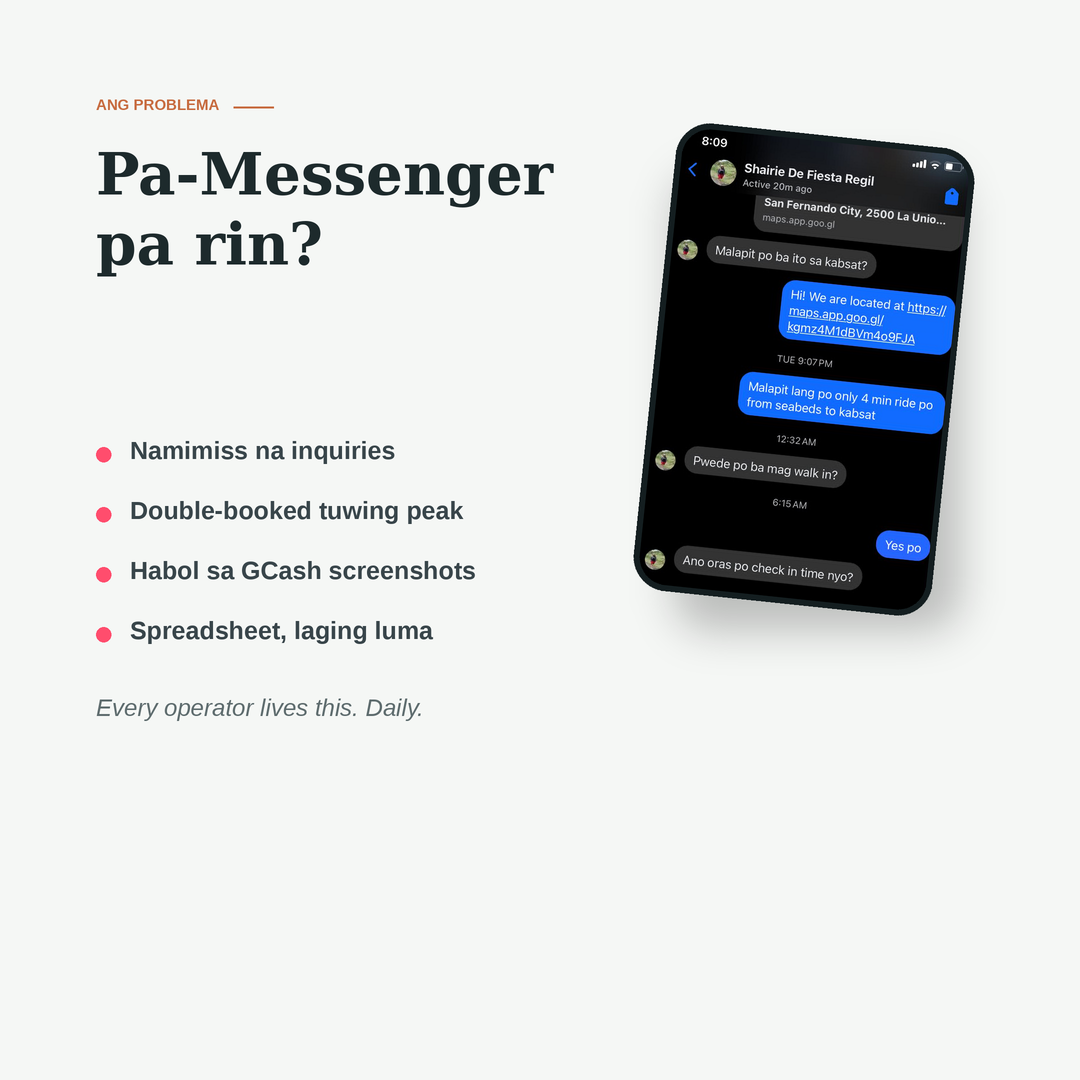 ANG PROBLEMA
Pa-Messenger
pa rin?
Namimiss na inquiries
Double-booked tuwing peak
Habol sa GCash screenshots
Spreadsheet, laging luma
Every operator lives this. Daily.
8:09
Shairie De Fiesta Regil
Active 20m ago
San Fernando City, 2500 La Unio...
maps.app.goo.gl
Malapit po ba ito sa kabsat?
Hi! We are located at https://
maps.app.goo.gl/
kgmz4M1dBVm4o9FJA
TUE 9:07 PM
Malapit lang po only 4 min ride po
from seabeds to kabsat
12:32 AM
Pwede po ba mag walk in?
6:15 AM
Yes po
Ano oras po check in time nyo?